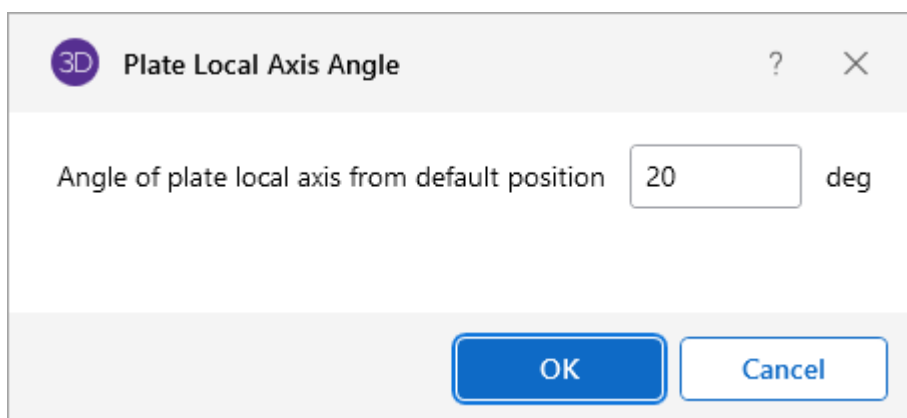 3D Plate Local Axis Angle ?
Angle of plate local axis from default position 20 deg
OK Cancel